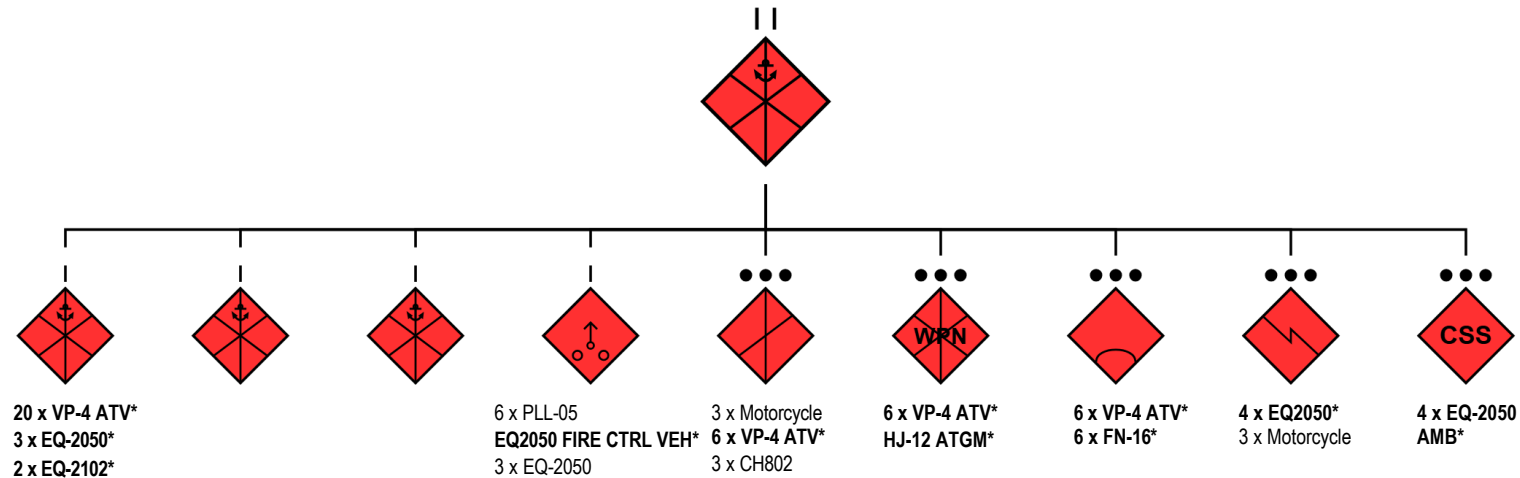 WPN
CSS
20 x VP-4 ATV*
3 x EQ-2050*
2 x EQ-2102*
6 x PLL-05
EQ2050 FIRE CTRL VEH*
3 x EQ-2050
3 x Motorcycle
6 x VP-4 ATV*
3 x CH802
6 x VP-4 ATV*
HJ-12 ATGM*
6 x VP-4 ATV*
6 x FN-16*
4 x EQ2050*
3 x Motorcycle
4 x EQ-2050
AMB*